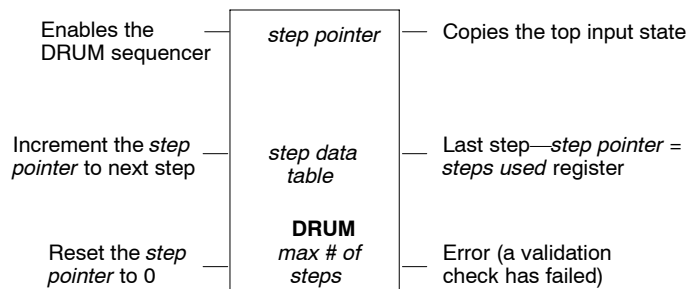 Enables the
DRUM sequencer
step pointer
Copies the top input state
Increment the step
pointer to next step
step data
table
Last step—step pointer =
steps used register
DRUM
max # of
steps
Reset the step
pointer to 0
Error (a validation
check has failed)